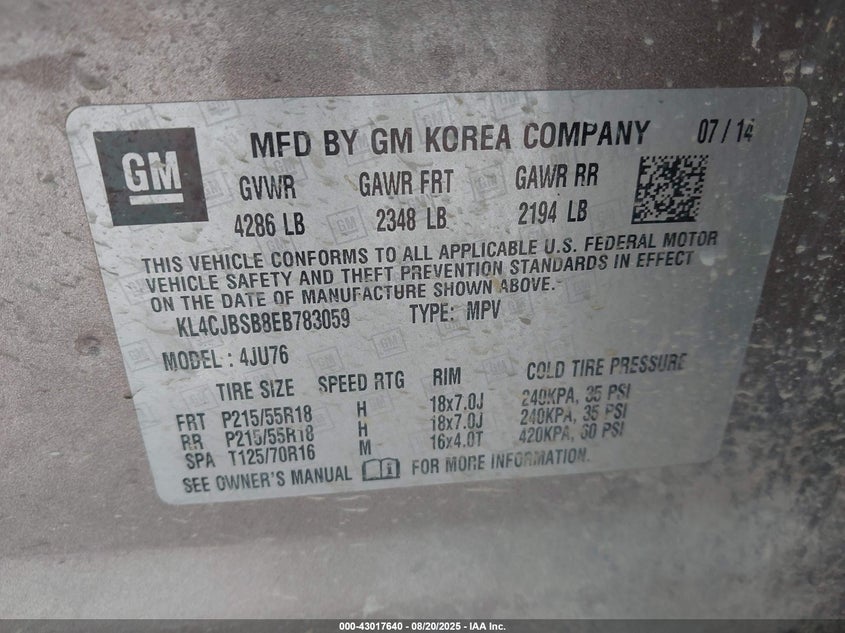 GM
MFD BY GM KOREA COMPANY 07/14
GVWR GAWR FRT GAWR RR
4286 LB 2348 LB 2194 LB
THIS VEHICLE CONFORMS TO ALL APPLICABLE U.S. FEDERAL MOTOR
VEHICLE SAFETY AND THEFT PREVENTION STANDARDS IN EFFECT
ON THE DATE OF MANUFACTURE SHOWN ABOVE.
KL4CJBSB8EB783059 TYPE: MPV
MODEL : 4JU76
TIRE SIZE SPEED RTG RIM COLD TIRE PRESSURE
FRT P215/55R18 H 18x7.0J 240KPA, 35 PSI
RR P215/55R18 H 18x7.0J 240KPA, 35 PSI
SPA T125/70R16 M 16x4.0T 420KPA, 60 PSI
SEE OWNER'S MANUAL FOR MORE INFORMATION.
000-43017640 - 08/20/2025 - IAA Inc.